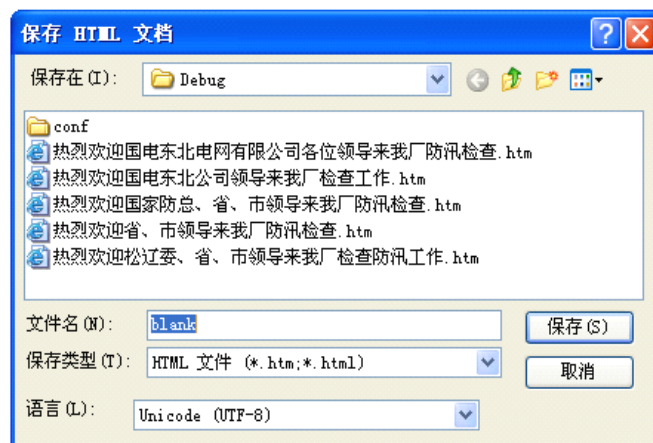 保存 HTML 文档
保存在(I): Debug
conf
热烈欢迎国电东北电网有限公司各位领导来我厂防汛检查.htm
热烈欢迎国电东北公司领导来我厂检查工作.htm
热烈欢迎国家防总、省、市领导来我厂防汛检查.htm
热烈欢迎省、市领导来我厂防汛检查.htm
热烈欢迎松辽委、省、市领导来我厂检查防汛工作.htm
文件名(N): blank 保存(S)
保存类型(T): HTML 文件 (*.htm;*.html) 取消
语言(L): Unicode (UTF-8)